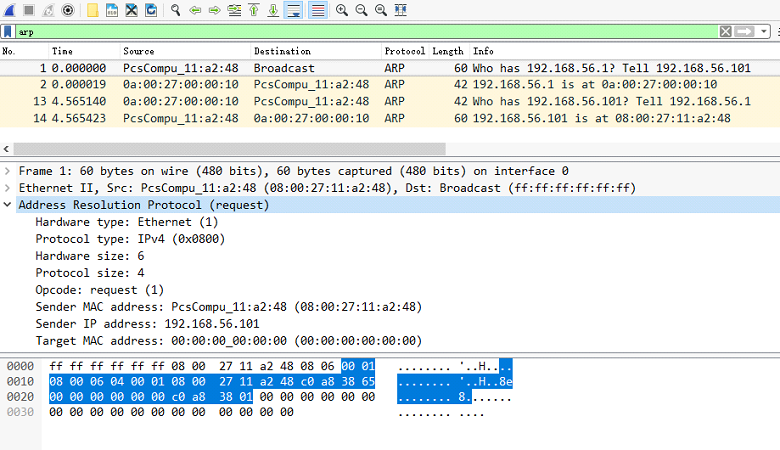 arp
No. Time Source Destination Protocol Length Info
1 0.000000 PcsCompu_11:a2:48 Broadcast ARP 60 Who has 192.168.56.1? Tell 192.168.56.101
2 0.000019 0a:00:27:00:00:10 PcsCompu_11:a2:48 ARP 42 192.168.56.1 is at 0a:00:27:00:00:10
13 4.565140 0a:00:27:00:00:10 PcsCompu_11:a2:48 ARP 42 Who has 192.168.56.101? Tell 192.168.56.1
14 4.565423 PcsCompu_11:a2:48 0a:00:27:00:00:10 ARP 60 192.168.56.101 is at 08:00:27:11:a2:48
Frame 1: 60 bytes on wire (480 bits), 60 bytes captured (480 bits) on interface 0
Ethernet II, Src: PcsCompu_11:a2:48 (08:00:27:11:a2:48), Dst: Broadcast (ff:ff:ff:ff:ff:ff)
Address Resolution Protocol (request)
Hardware type: Ethernet (1)
Protocol type: IPv4 (0x0800)
Hardware size: 6
Protocol size: 4
Opcode: request (1)
Sender MAC address: PcsCompu_11:a2:48 (08:00:27:11:a2:48)
Sender IP address: 192.168.56.101
Target MAC address: 00:00:00_00:00:00 (00:00:00:00:00:00)
0000 ff ff ff ff ff ff 08 00 27 11 a2 48 08 06 00 01 ........ '..H....
0010 08 00 06 04 00 01 08 00 27 11 a2 48 c0 a8 38 65 ........ '..H..8e
0020 00 00 00 00 00 00 c0 a8 38 01 00 00 00 00 00 00 ........ 8.......
0030 00 00 00 00 00 00 00 00 00 00 00 00 ........ ....